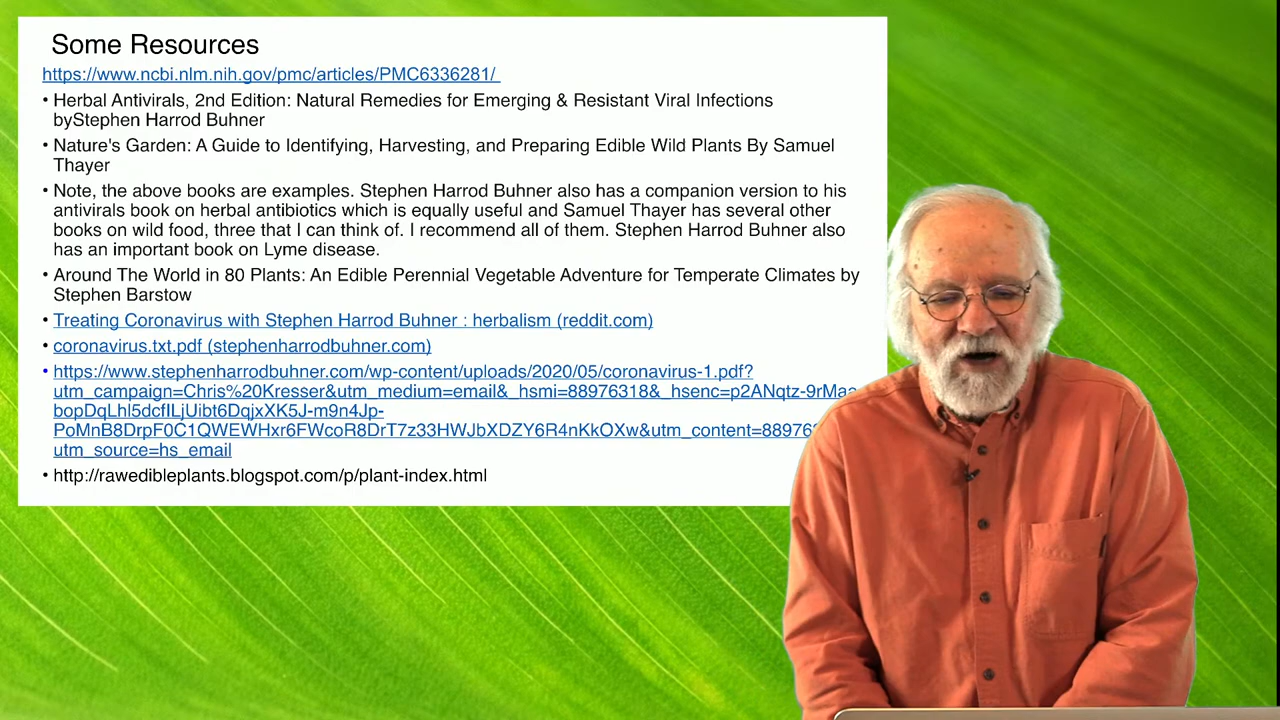 Some Resources
https://www.ncbi.nlm.nih.gov/pmc/articles/PMC6336281/
• Herbal Antivirals, 2nd Edition: Natural Remedies for Emerging & Resistant Viral Infections
byStephen Harrod Buhner
• Nature's Garden: A Guide to Identifying, Harvesting, and Preparing Edible Wild Plants By Samuel
Thayer
• Note, the above books are examples. Stephen Harrod Buhner also has a companion version to his
antivirals book on herbal antibiotics which is equally useful and Samuel Thayer has several other
books on wild food, three that I can think of. I recommend all of them. Stephen Harrod Buhner also
has an important book on Lyme disease.
• Around The World in 80 Plants: An Edible Perennial Vegetable Adventure for Temperate Climates by
Stephen Barstow
• Treating Coronavirus with Stephen Harrod Buhner : herbalism (reddit.com)
• coronavirus.txt.pdf (stephenharrodbuhner.com)
• https://www.stephenharrodbuhner.com/wp-content/uploads/2020/05/coronavirus-1.pdf?
utm_campaign=Chris%20Kresser&utm_medium=email&_hsmi=88976318&_hsenc=p2ANqtz-9rMa
bopDqLhl5dcfILjUibt6DqjxXK5J-m9n4Jp-
PoMnB8DrpF0C1QWEWHxr6FWcoR8DrT7z33HWJbXDZY6R4nKkOXw&utm_content=8897
utm_source=hs_email
• http://rawedibleplants.blogspot.com/p/plant-index.html